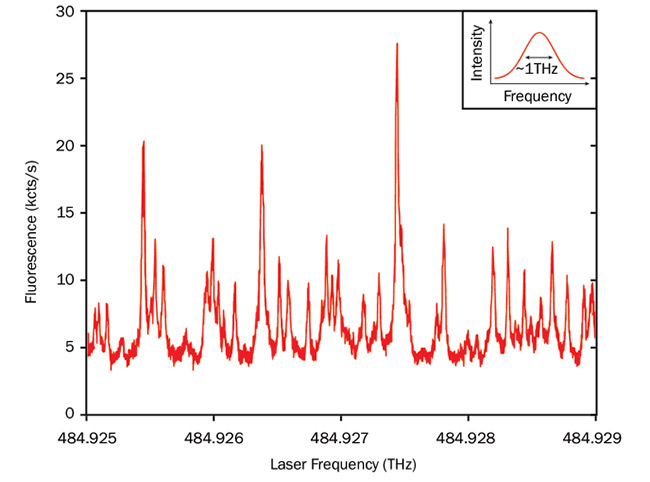 30
25
20
15
10
5
0
Fluorescence (kcts/s)
484.925
484.926
484.927
484.928
484.929
Laser Frequency (THz)
Intensity
~1THz
Frequency